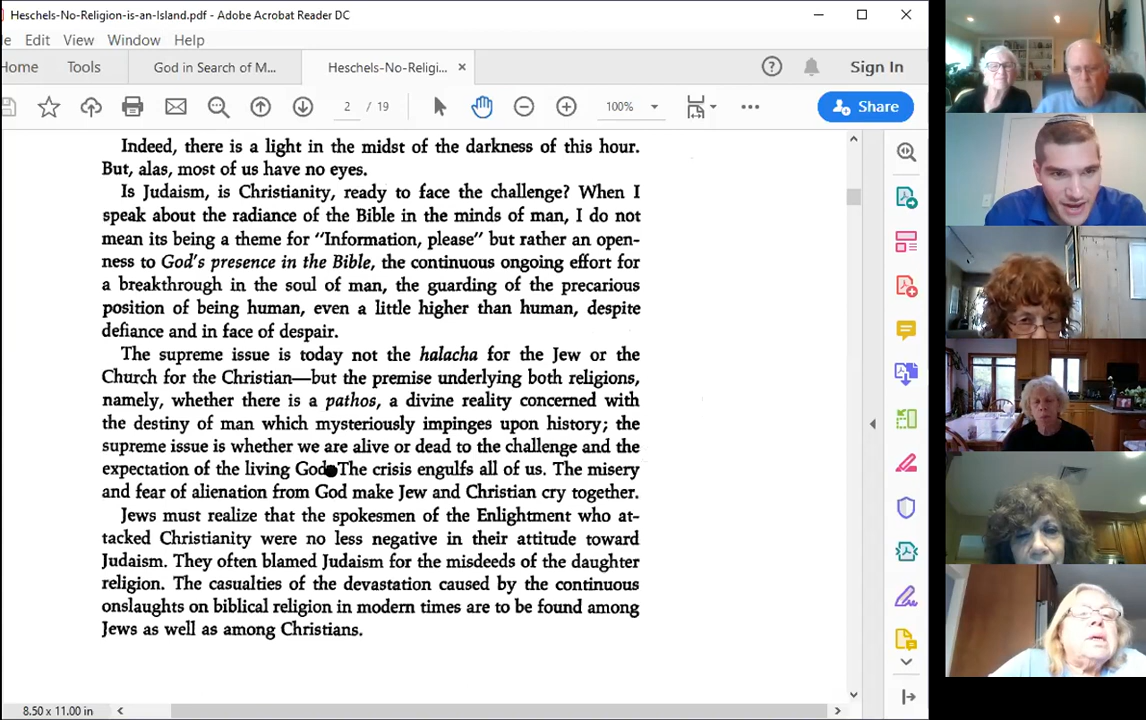 Heschels-No-Religion-is-an-Island.pdf - Adobe Acrobat Reader DC
le Edit View Window Help
Home Tools God in Search of M... Heschels-No-Religi... ×
2 / 19 100% Share
Sign In
Indeed, there is a light in the midst of the darkness of this hour.
But, alas, most of us have no eyes.
Is Judaism, is Christianity, ready to face the challenge? When I
speak about the radiance of the Bible in the minds of man, I do not
mean its being a theme for “Information, please” but rather an open-
ness to God's presence in the Bible, the continuous ongoing effort for
a breakthrough in the soul of man, the guarding of the precarious
position of being human, even a little higher than human, despite
defiance and in face of despair.
The supreme issue is today not the halacha for the Jew or the
Church for the Christian—but the premise underlying both religions,
namely, whether there is a pathos, a divine reality concerned with
the destiny of man which mysteriously impinges upon history; the
supreme issue is whether we are alive or dead to the challenge and the
expectation of the living God. The crisis engulfs all of us. The misery
and fear of alienation from God make Jew and Christian cry together.
Jews must realize that the spokesmen of the Enlightment who at-
tacked Christianity were no less negative in their attitude toward
Judaism. They often blamed Judaism for the misdeeds of the daughter
religion. The casualties of the devastation caused by the continuous
onslaughts on biblical religion in modern times are to be found among
Jews as well as among Christians.
8.50 x 11.00 in